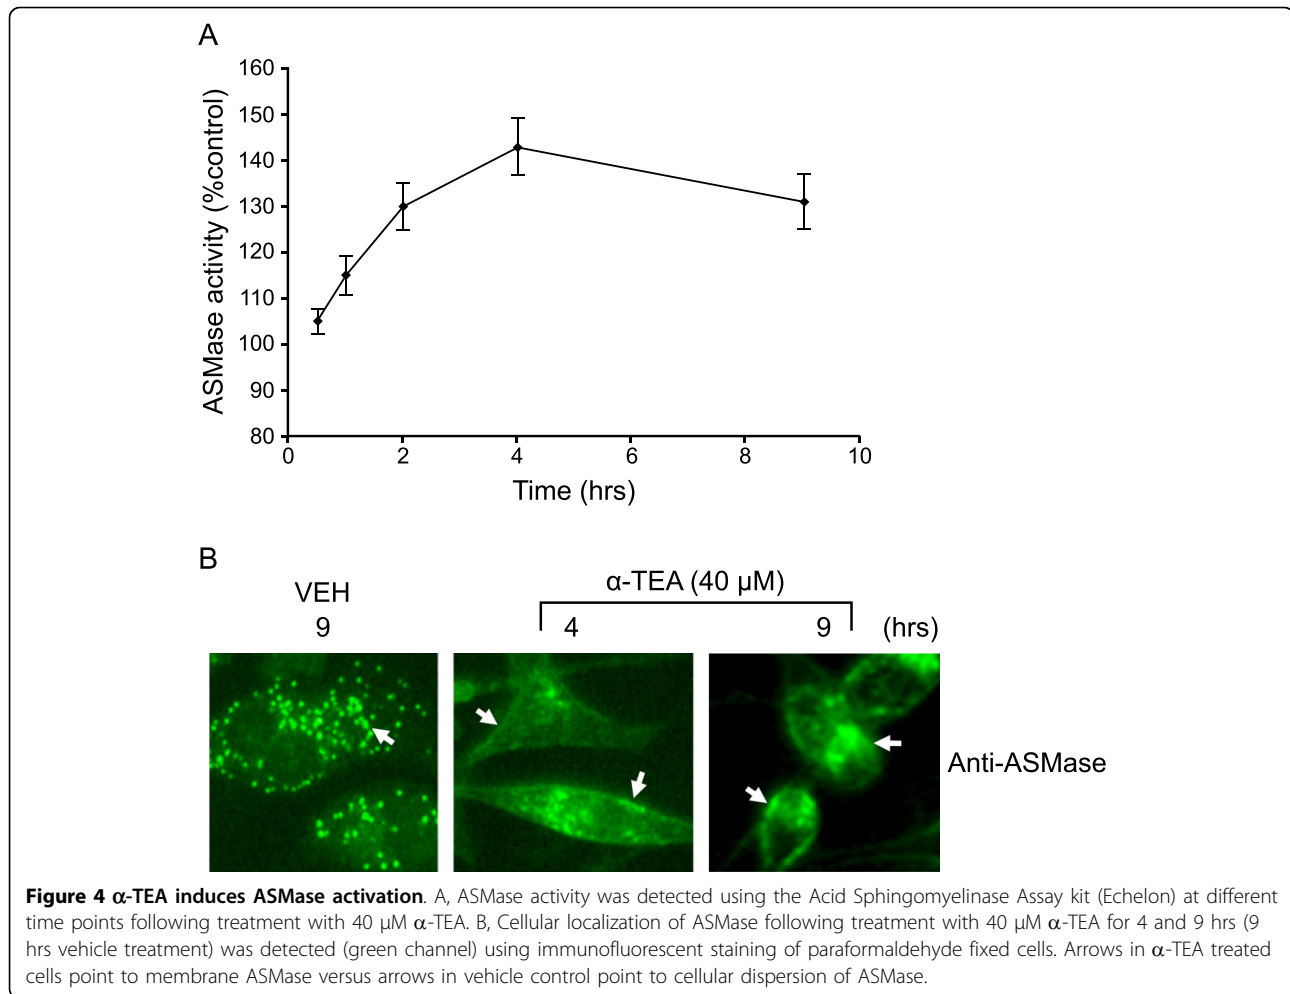 A
160
150
140
130
120
110
100
90
80
ASMase activity (%control)
0 2 4 6 8 10
Time (hrs)
B
VEH α-TEA (40 μM)
9 4 9 (hrs)
Anti-ASMase
Figure 4 α-TEA induces ASMase activation. A, ASMase activity was detected using the Acid Sphingomyelinase Assay kit (Echelon) at different
time points following treatment with 40 μM α-TEA. B, Cellular localization of ASMase following treatment with 40 μM α-TEA for 4 and 9 hrs (9
hrs vehicle treatment) was detected (green channel) using immunofluorescent staining of paraformaldehyde fixed cells. Arrows in α-TEA treated
cells point to membrane ASMase versus arrows in vehicle control point to cellular dispersion of ASMase.